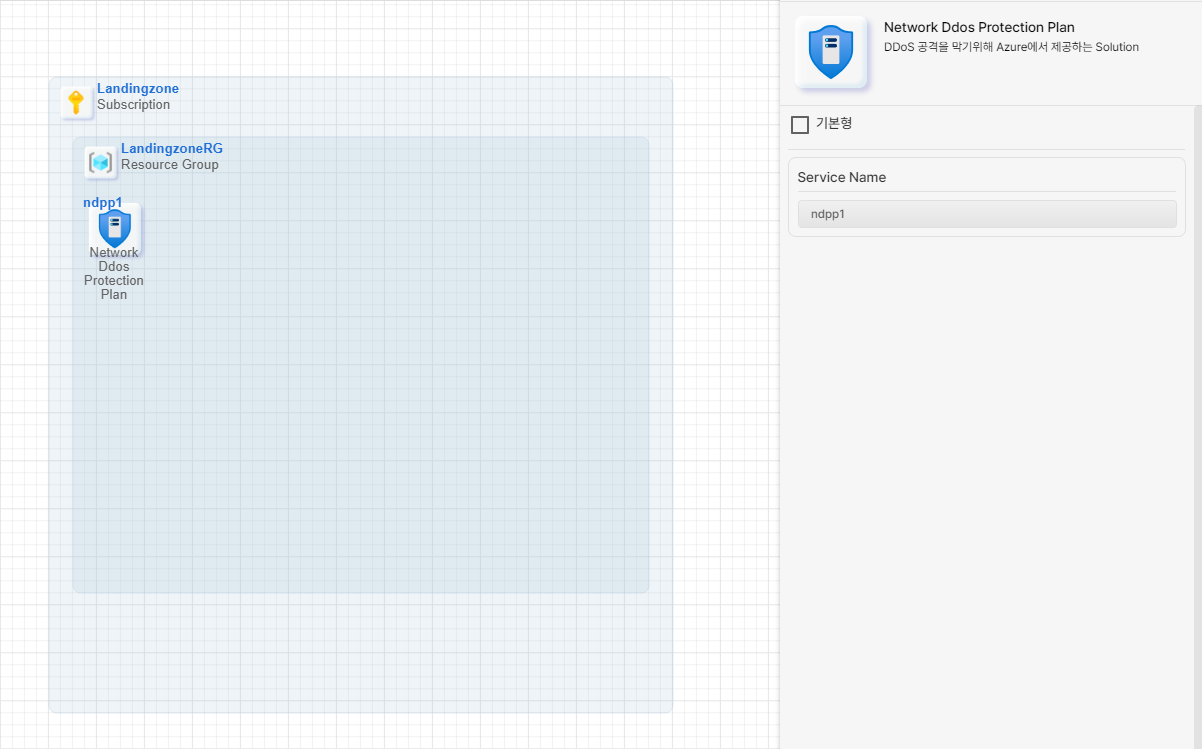 Landingzone
Subscription
LandingzoneRG
Resource Group
ndpp1
Network
Ddos
Protection
Plan
Network Ddos Protection Plan
DDoS 공격을 막기위해 Azure에서 제공하는 Solution
기본형
Service Name
ndpp1